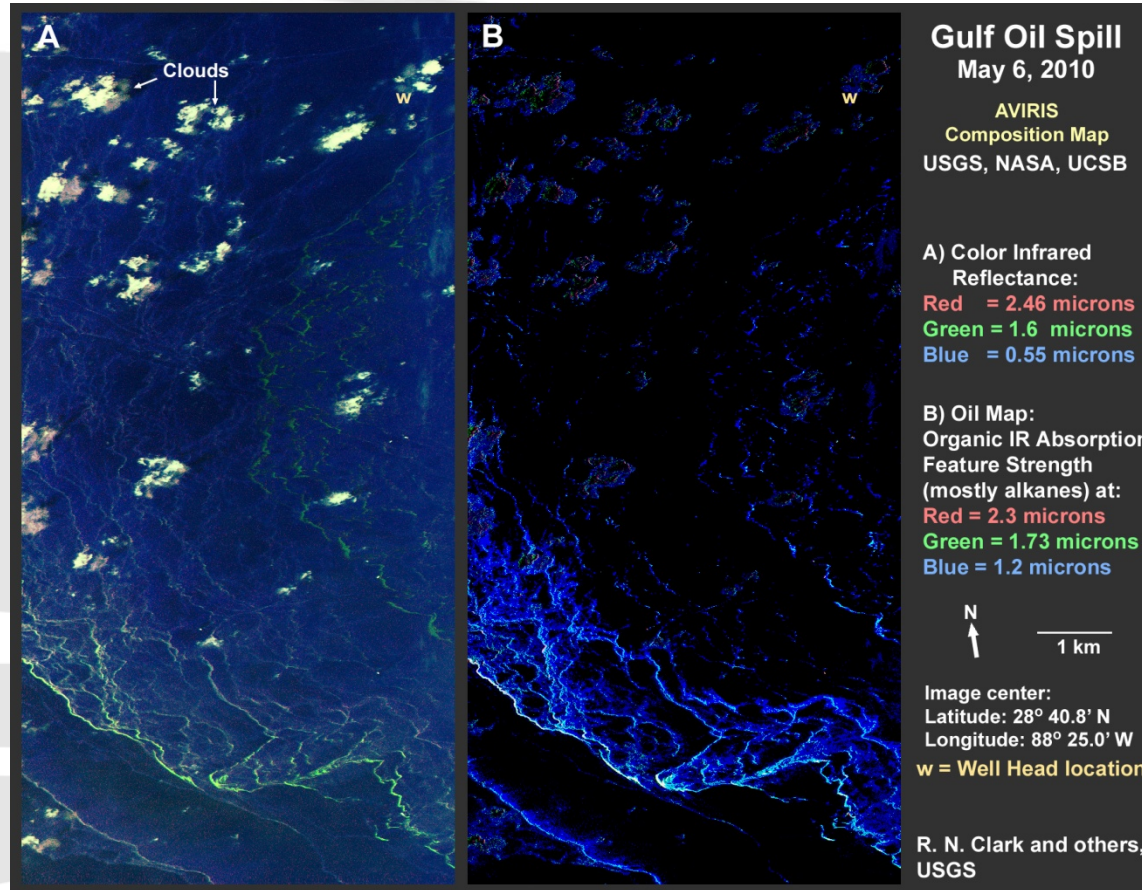 A
Clouds
w
B
w
Gulf Oil Spill
May 6, 2010
AVIRIS
Composition Map
USGS, NASA, UCSB
A) Color Infrared
Reflectance:
Red = 2.46 microns
Green = 1.6 microns
Blue = 0.55 microns
B) Oil Map:
Organic IR Absorption
Feature Strength
(mostly alkanes) at:
Red = 2.3 microns
Green = 1.73 microns
Blue = 1.2 microns
N
1 km
Image center:
Latitude: 28° 40.8' N
Longitude: 88° 25.0' W
w = Well Head location
R. N. Clark and others,
USGS